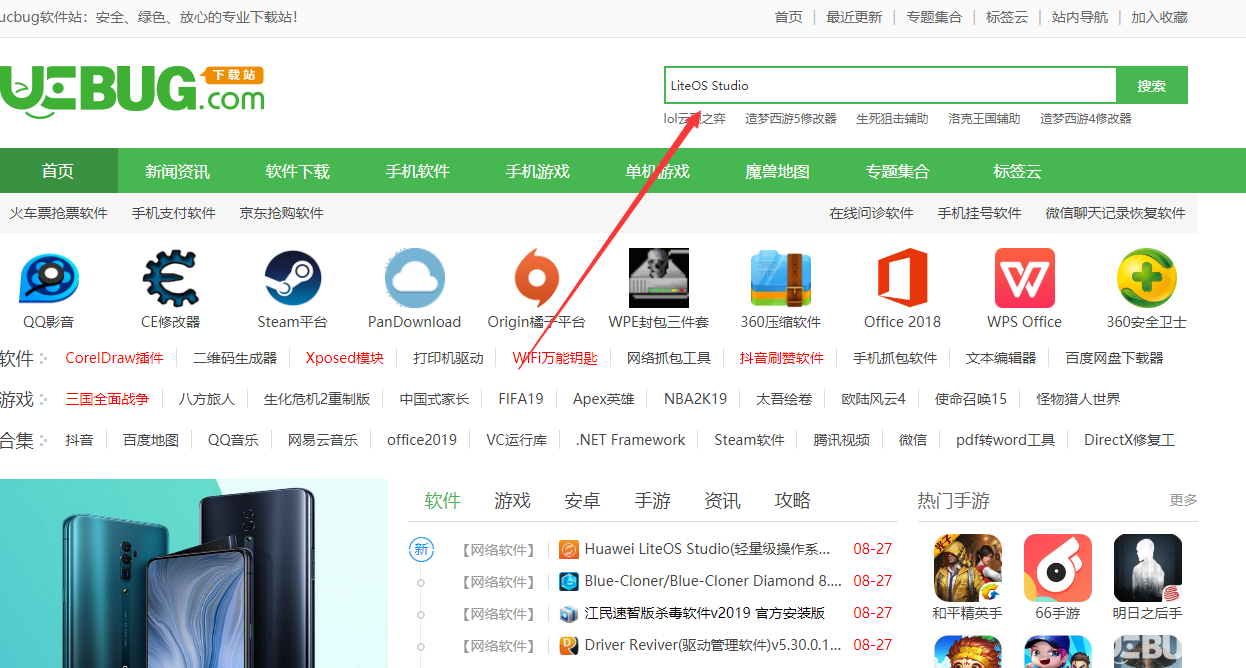 ucbug软件站：安全、绿色、放心的专业下载站!
首页 | 最近更新 | 专题集合 | 标签云 | 站内导航 | 加入收藏
UCBUG.com 下载站
LiteOS Studio 搜索
lol云顶之弈 造梦西游5修改器 生死狙击辅助 洛克王国辅助 造梦西游4修改器
首页 新闻资讯 软件下载 手机软件 手机游戏 单机游戏 魔兽地图 专题集合 标签云
火车票抢票软件 手机支付软件 京东抢购软件 在线问诊软件 手机挂号软件 微信聊天记录恢复软件
QQ影音 CE修改器 Steam平台 PanDownload Origin橘子平台 WPE封包三件套 360压缩软件 Office 2018 WPS Office 360安全卫士
软件 CorelDraw插件 二维码生成器 Xposed模块 打印机驱动 WiFi万能钥匙 网络抓包工具 抖音刷赞软件 手机抓包软件 文本编辑器 百度网盘下载器
游戏 三国全面战争 八方旅人 生化危机2重制版 中国式家长 FIFA19 Apex英雄 NBA2K19 太吾绘卷 欧陆风云4 使命召唤15 怪物猎人世界
合集 抖音 百度地图 QQ音乐 网易云音乐 office2019 VC运行库 .NET Framework Steam软件 腾讯视频 微信 pdf转word工具 DirectX修复工
软件 游戏 安卓 手游 资讯 攻略
热门手游 更多
新 【网络软件】 Huawei LiteOS Studio(轻量级操作系... 08-27
【网络软件】 Blue-Cloner/Blue-Cloner Diamond 8.... 08-27
【网络软件】 江民速智版杀毒软件v2019 官方安装版 08-27
【网络软件】 Driver Reviver(驱动管理软件)v5.30.0.1... 08-27
和平精英手 66手游 明日之后手